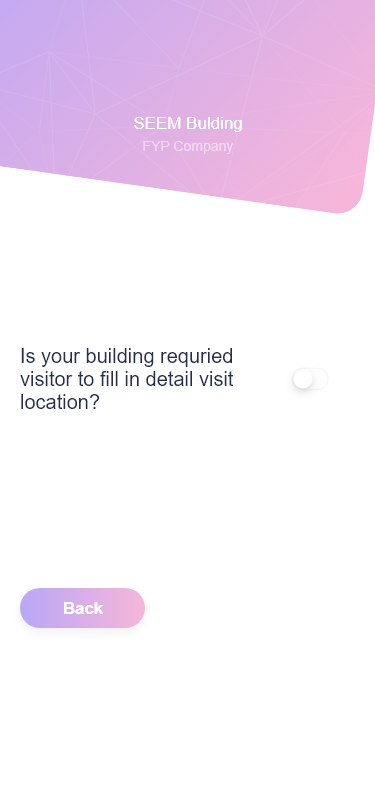 SEEM Bulding
FYP Company
Is your building requried
visitor to fill in detail visit
location?
Back